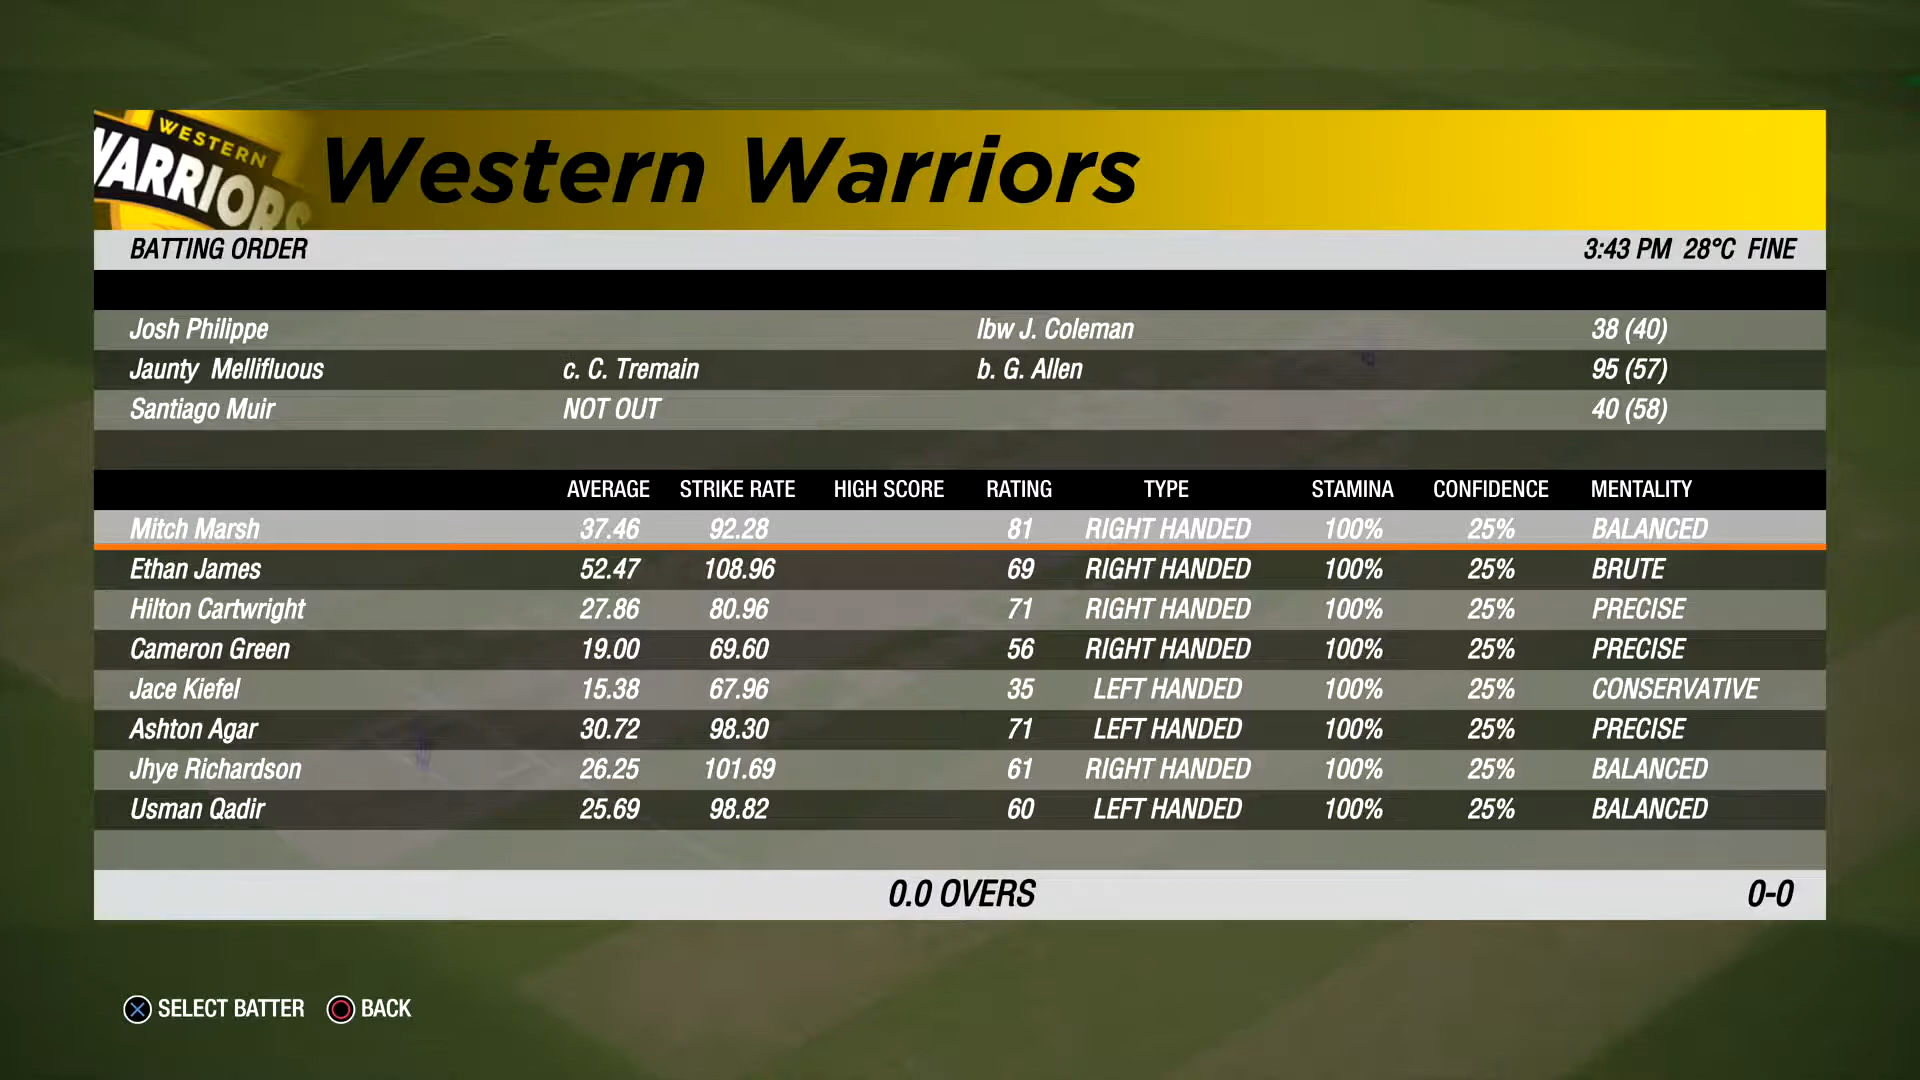 WESTERN
WARRIORS
Western Warriors
BATTING ORDER 3:43 PM 28°C FINE
Josh Philippe lbw J. Coleman 38 (40)
Jaunty Mellifluous c. C. Tremain b. G. Allen 95 (57)
Santiago Muir NOT OUT 40 (58)
AVERAGE STRIKE RATE HIGH SCORE RATING TYPE STAMINA CONFIDENCE MENTALITY
Mitch Marsh 37.46 92.28 81 RIGHT HANDED 100% 25% BALANCED
Ethan James 52.47 108.96 69 RIGHT HANDED 100% 25% BRUTE
Hilton Cartwright 27.86 80.96 71 RIGHT HANDED 100% 25% PRECISE
Cameron Green 19.00 69.60 56 RIGHT HANDED 100% 25% PRECISE
Jace Kiefel 15.38 67.96 35 LEFT HANDED 100% 25% CONSERVATIVE
Ashton Agar 30.72 98.30 71 LEFT HANDED 100% 25% PRECISE
Jhye Richardson 26.25 101.69 61 RIGHT HANDED 100% 25% BALANCED
Usman Qadir 25.69 98.82 60 LEFT HANDED 100% 25% BALANCED
0.0 OVERS 0-0
SELECT BATTER BACK